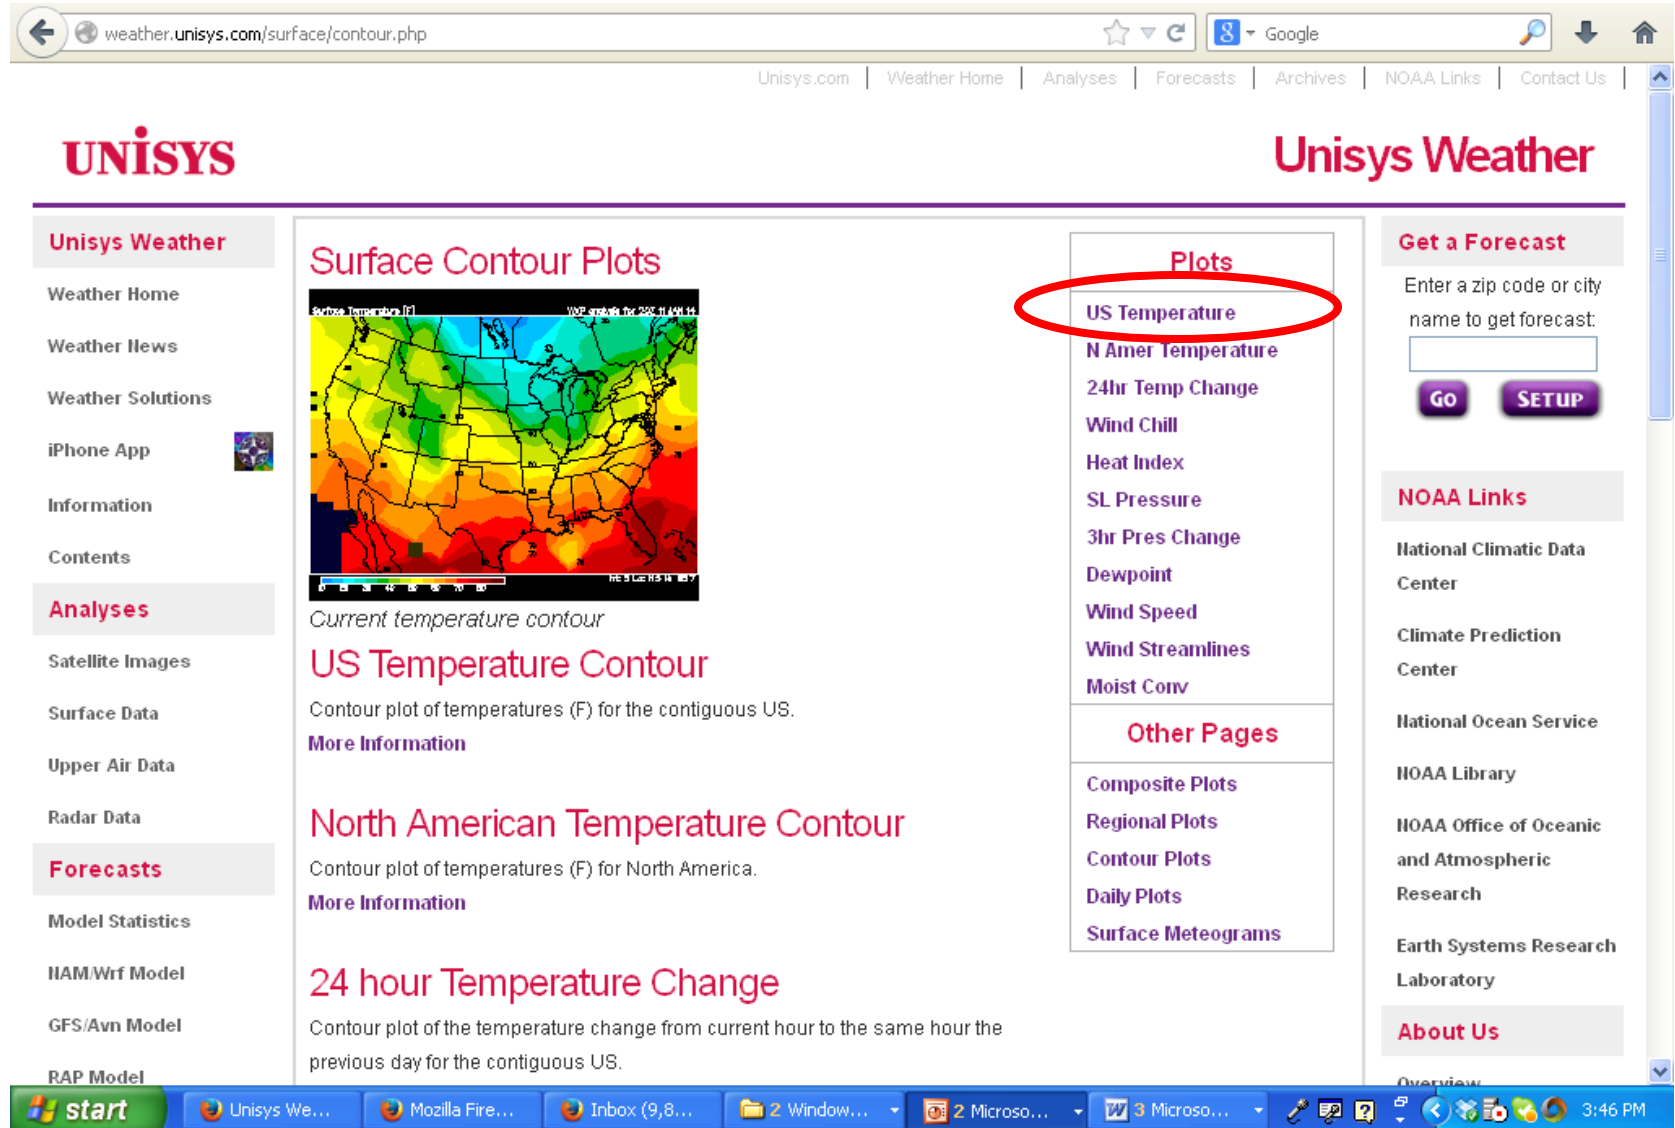 weather.unisys.com/surface/contour.php
Google
Unisys.com | Weather Home | Analyses | Forecasts | Archives | NOAA Links | Contact Us |
UNISYS
Unisys Weather
Unisys Weather
Weather Home
Weather News
Weather Solutions
iPhone App
Information
Contents
Analyses
Satellite Images
Surface Data
Upper Air Data
Radar Data
Forecasts
Model Statistics
NAM/Wrf Model
GFS/Avn Model
RAP Model
Surface Contour Plots
Surface Temperature [F]
Current temperature contour
US Temperature Contour
Contour plot of temperatures (F) for the contiguous US.
More Information
North American Temperature Contour
Contour plot of temperatures (F) for North America.
More Information
24 hour Temperature Change
Contour plot of the temperature change from current hour to the same hour the
previous day for the contiguous US.
Plots
US Temperature
N Amer Temperature
24hr Temp Change
Wind Chill
Heat Index
SL Pressure
3hr Pres Change
Dewpoint
Wind Speed
Wind Streamlines
Moist Conv
Other Pages
Composite Plots
Regional Plots
Contour Plots
Daily Plots
Surface Meteograms
Get a Forecast
Enter a zip code or city
name to get forecast:
GO
SETUP
NOAA Links
National Climatic Data
Center
Climate Prediction
Center
National Ocean Service
NOAA Library
NOAA Office of Oceanic
and Atmospheric
Research
Earth Systems Research
Laboratory
About Us
Overview
start
Unisys We...
Mozilla Fire...
Inbox (9,8...
2 Window...
2 Microso...
3 Microso...
3:46 PM